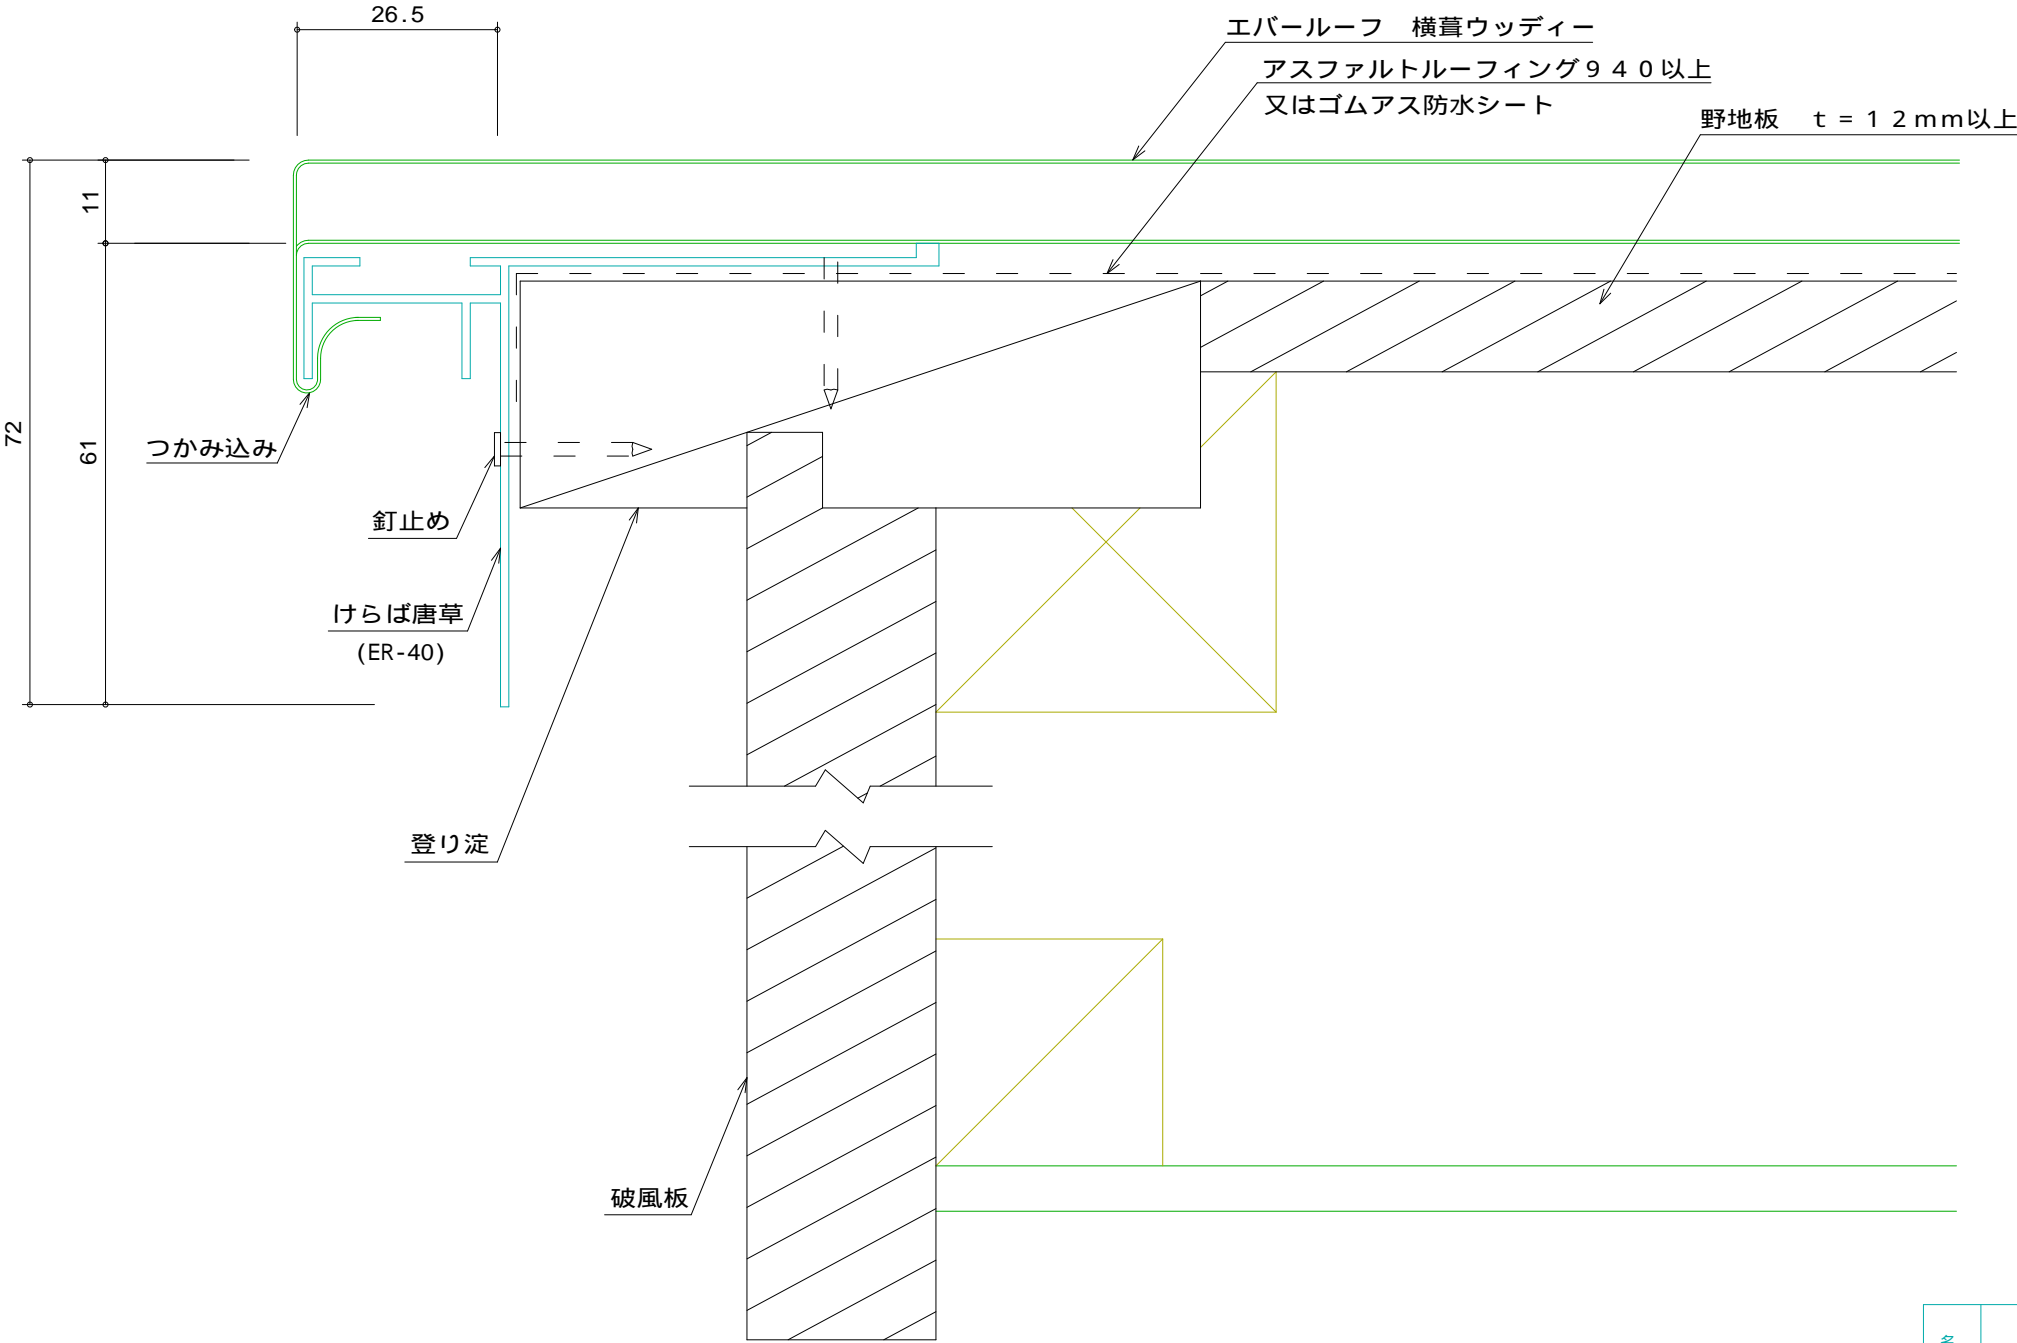 26.5
エバールーフ　横葺ウッディー
アスファルトルーフィング９４０以上
又はゴムアス防水シート
野地板　ｔ＝１２ｍｍ以上
11
72
61
つかみ込み
釘止め
けらば唐草
(ER-40)
登り淀
破風板
名